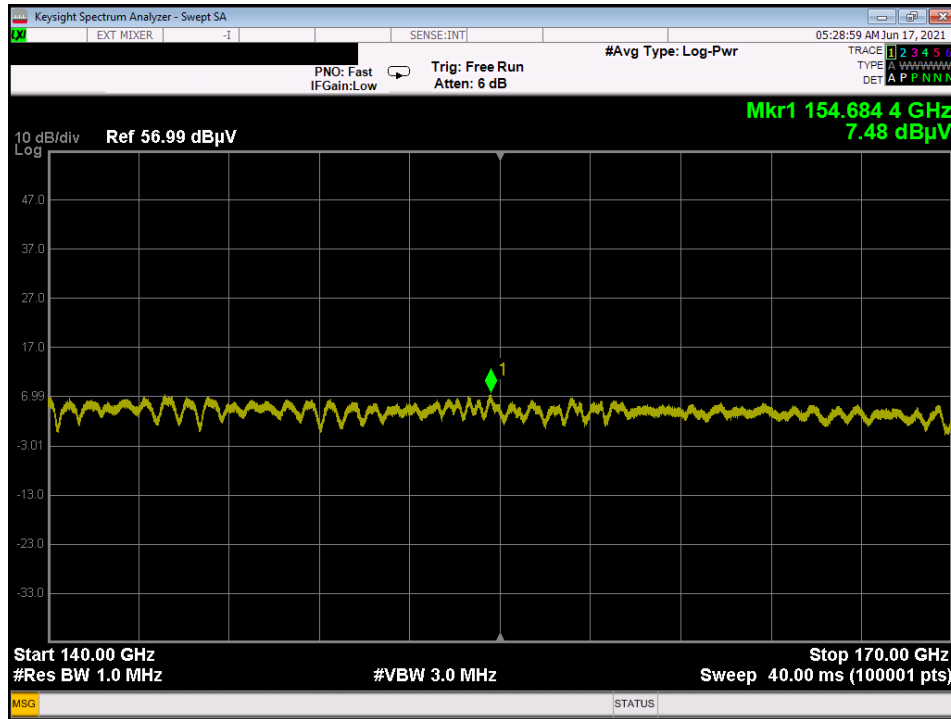 Keysight Spectrum Analyzer - Swept SA
LXI EXT MIXER -I SENSE:INT 05:28:59 AM Jun 17, 2021
#Avg Type: Log-Pwr TRACE 1 2 3 4 5 6
PNO: Fast Trig: Free Run TYPE A WWWWW
IFGain:Low Atten: 6 dB DET A P P N N N
Mkr1 154.684 4 GHz
10 dB/div Ref 56.99 dBµV 7.48 dBµV
Log
47.0
37.0
27.0
17.0
1
6.99
-3.01
-13.0
-23.0
-33.0
Start 140.00 GHz Stop 170.00 GHz
#Res BW 1.0 MHz #VBW 3.0 MHz Sweep 40.00 ms (100001 pts)
MSG STATUS